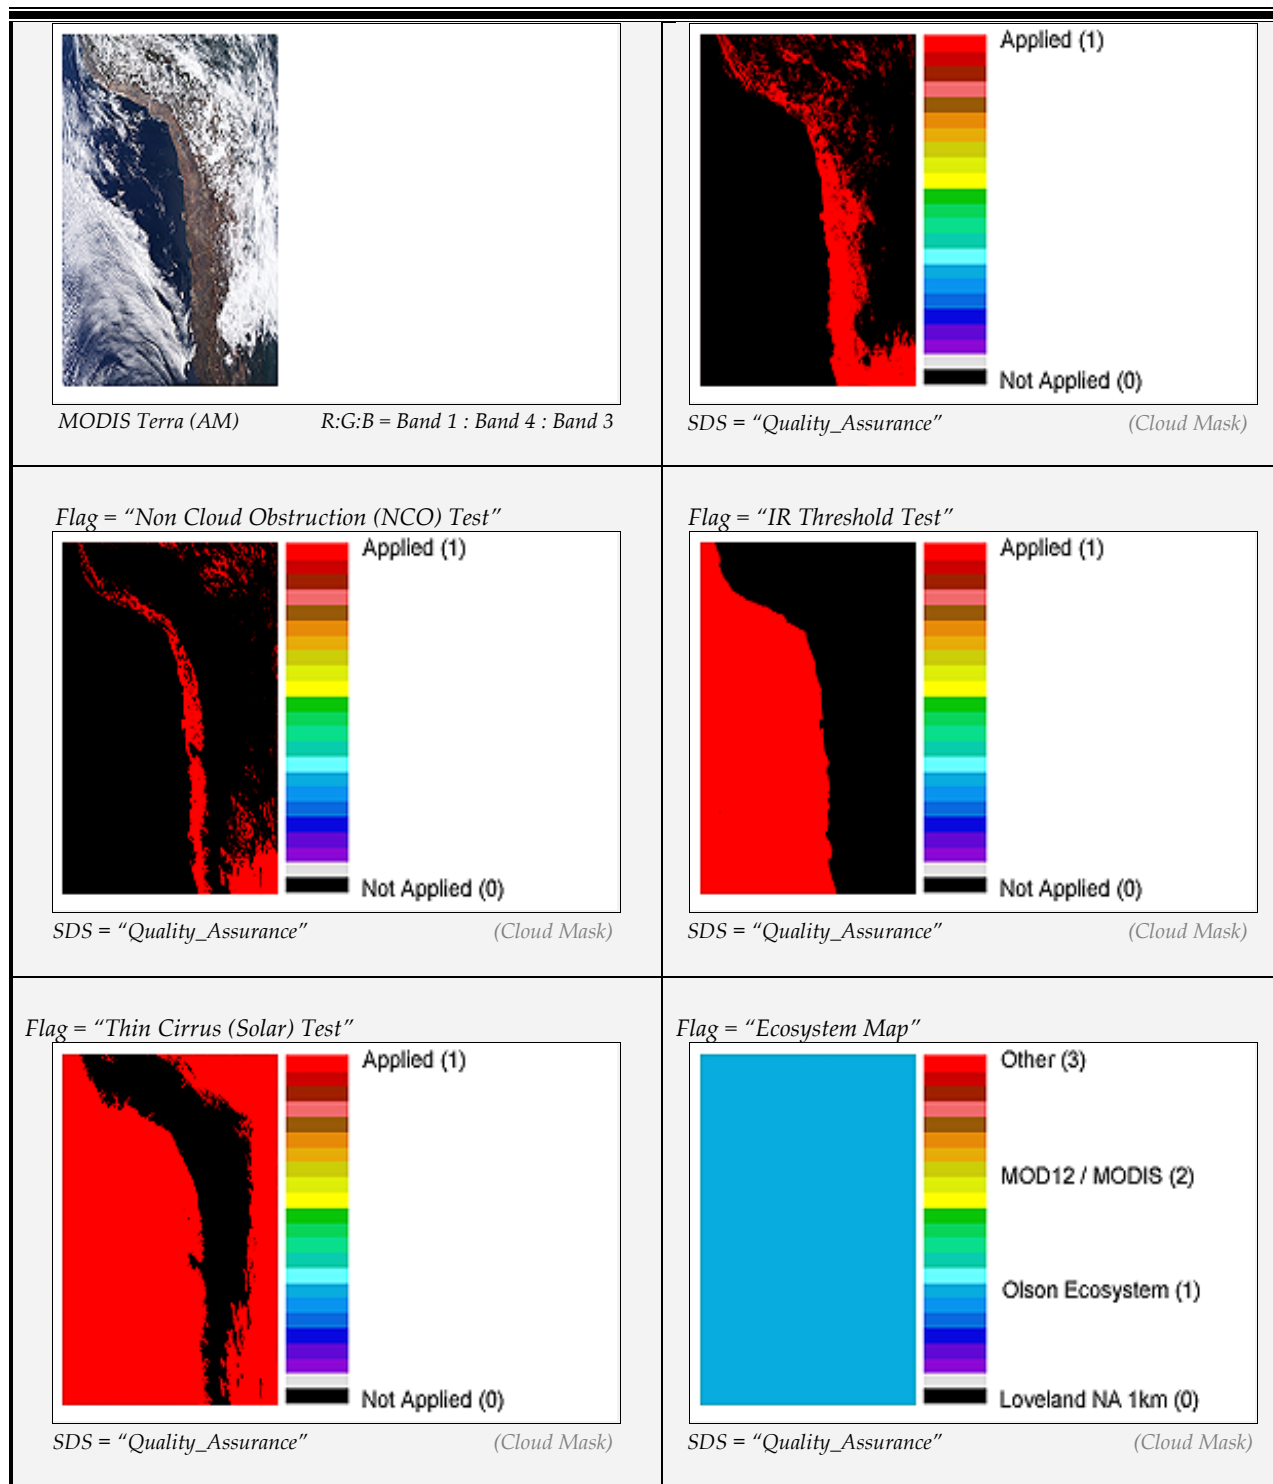 Applied (1)
Not Applied (0)
MODIS Terra (AM) R:G:B = Band 1 : Band 4 : Band 3
SDS = “Quality_Assurance” (Cloud Mask)
Flag = “Non Cloud Obstruction (NCO) Test”
Applied (1)
Not Applied (0)
SDS = “Quality_Assurance” (Cloud Mask)
Flag = “IR Threshold Test”
Applied (1)
Not Applied (0)
SDS = “Quality_Assurance” (Cloud Mask)
Flag = “Thin Cirrus (Solar) Test”
Applied (1)
Not Applied (0)
SDS = “Quality_Assurance” (Cloud Mask)
Flag = “Ecosystem Map”
Other (3)
MOD12 / MODIS (2)
Olson Ecosystem (1)
Loveland NA 1km (0)
SDS = “Quality_Assurance” (Cloud Mask)